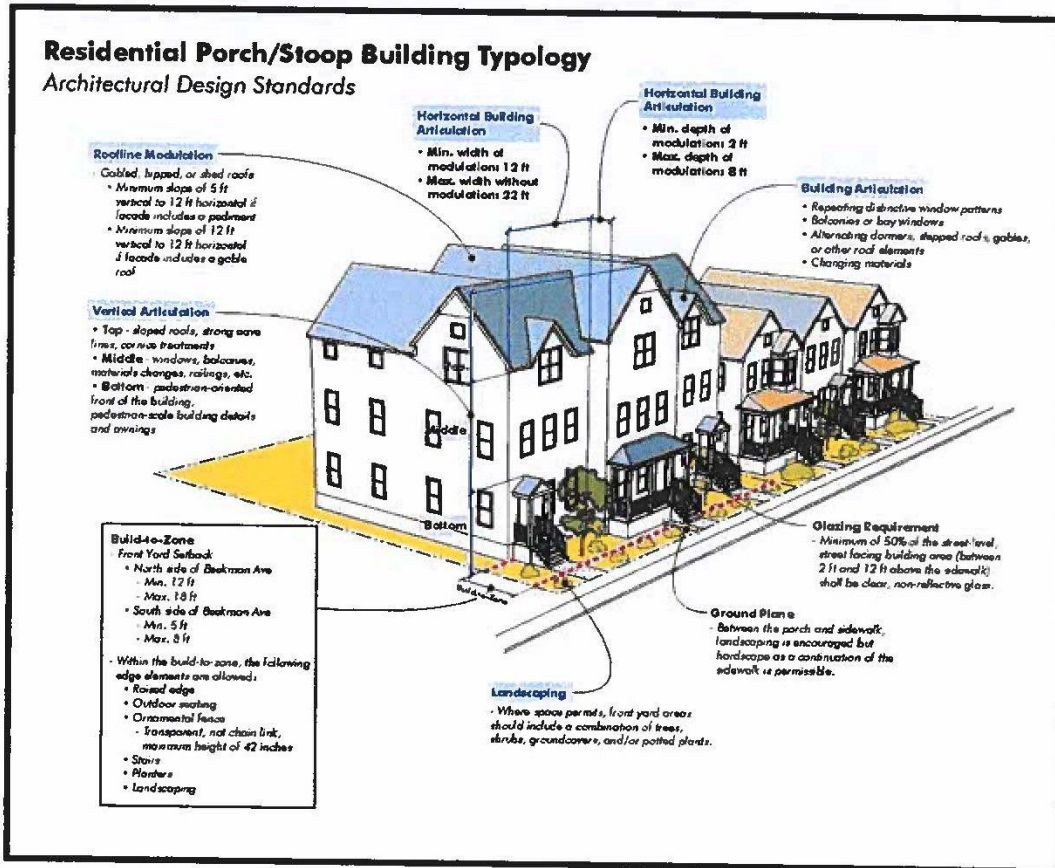 Residential Porch/Stoop Building Typology
Architectural Design Standards
Horizontal Building
Articulation
• Min. width of
modulation: 12 ft
• Max. width without
modulation: 22 ft
Horizontal Building
Articulation
• Min. depth of
modulation: 2 ft
• Max. depth of
modulation: 8 ft
Roofline Modulation
- Gabled, hipped, or shed roofs
• Minimum slope of 5 ft
vertical to 12 ft horizontal if
facade includes a pediment
• Minimum slope of 12 ft
vertical to 12 ft horizontal
if facade includes a gable
roof
Building Articulation
• Repeating distinctive window patterns
• Balconies or bay windows
• Alternating dormers, stepped roofs, gables,
or other roof elements
• Changing materials
Vertical Articulation
• Top - sloped roofs, strong eave
lines, cornice treatments
• Middle - windows, balconies,
materials changes, railings, etc.
• Bottom - pedestrian-oriented
front of the building,
pedestrian-scale building details
and awnings
Middle
Bottom
Build-to-Zone
Build-to-Zone
- Front Yard Setback
• North side of Beekman Ave
- Min. 12 ft
- Max. 18 ft
• South side of Beekman Ave
- Min. 5 ft
- Max. 8 ft
- Within the build-to-zone, the following
edge elements are allowed:
• Raised edge
• Outdoor seating
• Ornamental fence
- Transparent, not chain link,
maximum height of 42 inches
• Stairs
• Planters
• Landscaping
Glazing Requirement
- Minimum of 50% of the street-level,
street facing building area (between
2 ft and 12 ft above the sidewalk)
shall be clear, non-reflective glass.
Ground Plane
- Between the porch and sidewalk,
landscaping is encouraged but
hardscape as a continuation of the
sidewalk is permissible.
Landscaping
- Where space permits, front yard areas
should include a combination of trees,
shrubs, groundcovers, and/or potted plants.